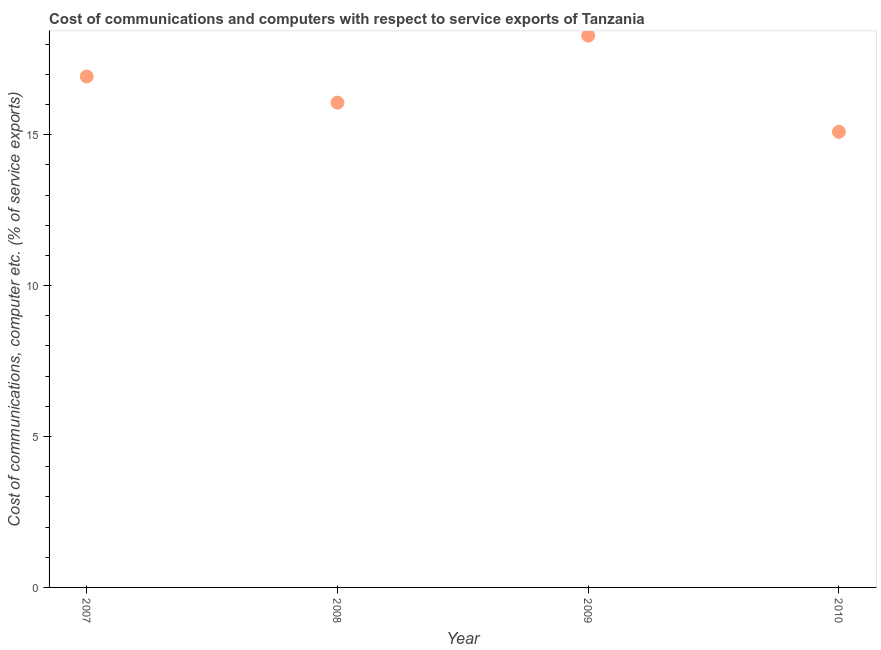 Cost of communications and computers with respect to service exports of Tanzania
Cost of communications, computer etc. (% of service exports)
15
10
5
0
2007
2008
2009
2010
Year